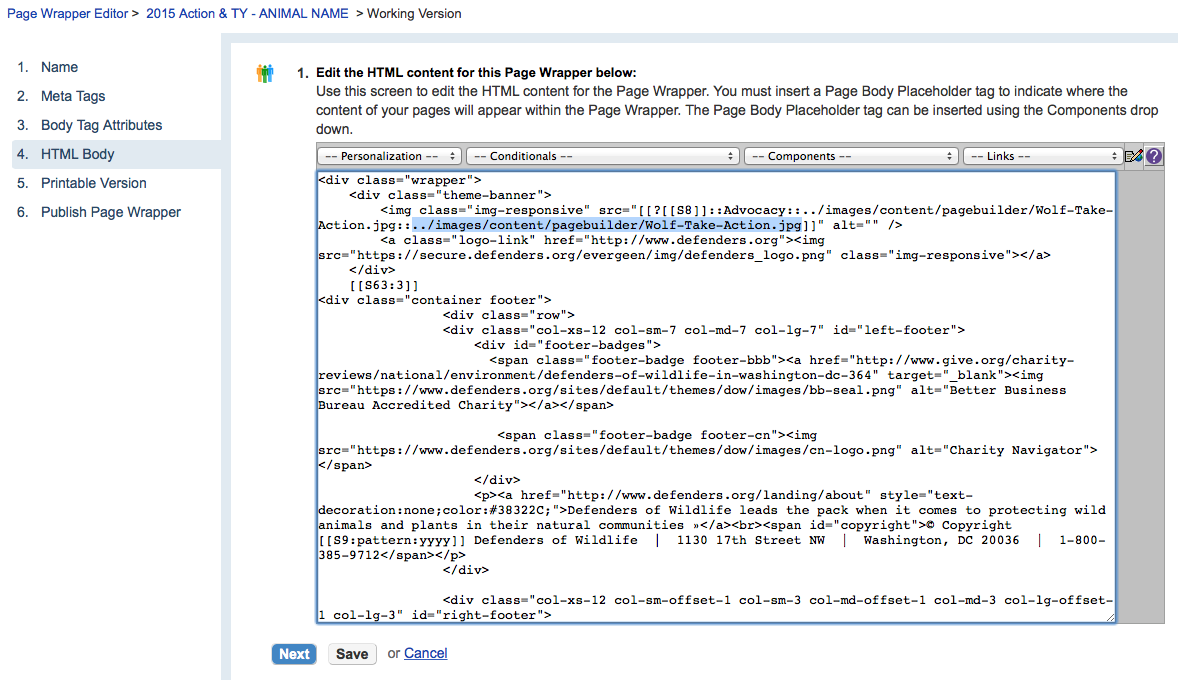 Page Wrapper Editor > 2015 Action & TY - ANIMAL NAME > Working Version
1. Name
2. Meta Tags
3. Body Tag Attributes
4. HTML Body
5. Printable Version
6. Publish Page Wrapper
1. Edit the HTML content for this Page Wrapper below:
Use this screen to edit the HTML content for the Page Wrapper. You must insert a Page Body Placeholder tag to indicate where the
content of your pages will appear within the Page Wrapper. The Page Body Placeholder tag can be inserted using the Components drop
down.
-- Personalization -- -- Conditionals -- -- Components -- -- Links -- ?
<div class="wrapper">
<div class="theme-banner">
<img class="img-responsive" src="[[?[[S8]]::Advocacy::../images/content/pagebuilder/Wolf-Take-
Action.jpg::../images/content/pagebuilder/Wolf-Take-Action.jpg]]" alt="" />
<a class="logo-link" href="http://www.defenders.org"><img
src="https://secure.defenders.org/evergeen/img/defenders_logo.png" class="img-responsive"></a>
</div>
[[S63:3]]
<div class="container footer">
<div class="row">
<div class="col-xs-12 col-sm-7 col-md-7 col-lg-7" id="left-footer">
<div id="footer-badges">
<span class="footer-badge footer-bbb"><a href="http://www.give.org/charity-
reviews/national/environment/defenders-of-wildlife-in-washington-dc-364" target="_blank"><img
src="https://www.defenders.org/sites/default/themes/dow/images/bb-seal.png" alt="Better Business
Bureau Accredited Charity"></a></span>
<span class="footer-badge footer-cn"><img
src="https://www.defenders.org/sites/default/themes/dow/images/cn-logo.png" alt="Charity Navigator">
</span>
</div>
<p><a href="http://www.defenders.org/landing/about" style="text-
decoration:none;color:#38322C;">Defenders of Wildlife leads the pack when it comes to protecting wild
animals and plants in their natural communities »</a><br><span id="copyright">© Copyright
[[S9:pattern:yyyy]] Defenders of Wildlife | 1130 17th Street NW | Washington, DC 20036 | 1-800-
385-9712</span></p>
</div>
<div class="col-xs-12 col-sm-offset-1 col-sm-3 col-md-offset-1 col-md-3 col-lg-offset-
1 col-lg-3" id="right-footer">
Next Save or Cancel